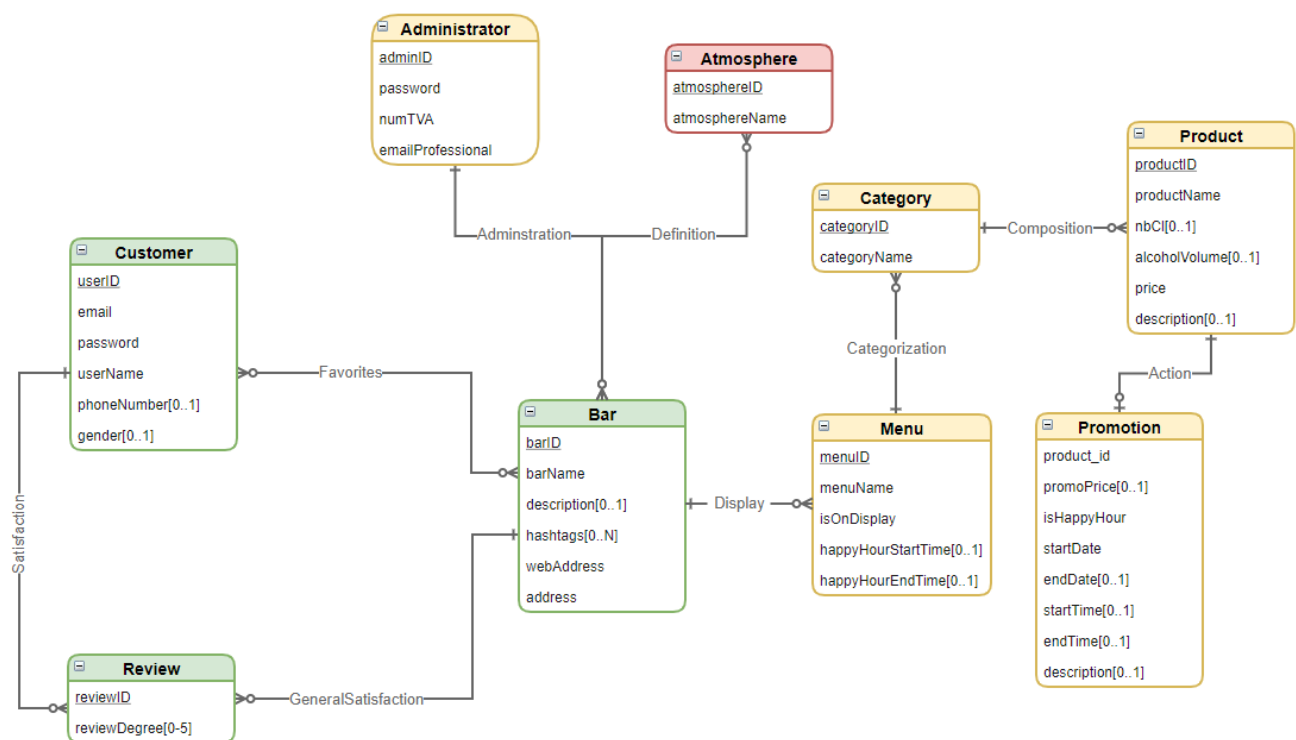 Administrator
adminID
password
numTVA
emailProfessional
Atmosphere
atmosphereID
atmosphereName
Product
productID
productName
nbCl[0..1]
alcoholVolume[0..1]
price
description[0..1]
Category
categoryID
categoryName
Composition
Adminstration
Definition
Customer
userID
email
password
userName
phoneNumber[0..1]
gender[0..1]
Favorites
Categorization
Action
Bar
barID
barName
description[0..1]
hashtags[0..N]
webAddress
address
Display
Menu
menuID
menuName
isOnDisplay
happyHourStartTime[0..1]
happyHourEndTime[0..1]
Promotion
product_id
promoPrice[0..1]
isHappyHour
startDate
endDate[0..1]
startTime[0..1]
endTime[0..1]
description[0..1]
Satisfaction
Review
reviewID
reviewDegree[0-5]
GeneralSatisfaction